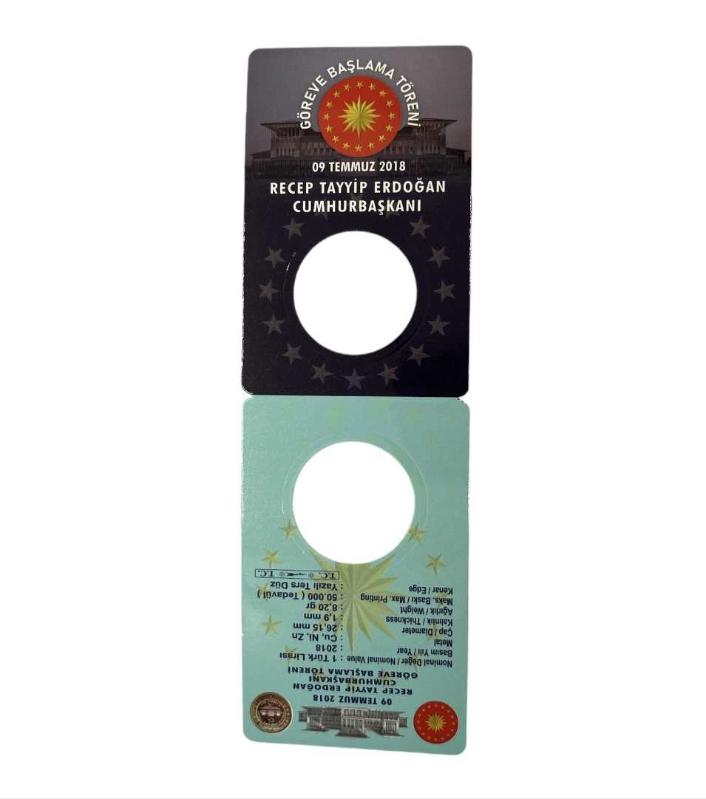 GÖREVE BAŞLAMA TÖRENİ
09 TEMMUZ 2018
RECEP TAYYİP ERDOĞAN
CUMHURBAŞKANI
09 TEMMUZ 2018
RECEP TAYYİP ERDOĞAN
CUMHURBAŞKANI
GÖREVE BAŞLAMA TÖRENİ
Nominal Değer / Nominal Value : 1 Türk Lirası
Basım Yılı / Year : 2018
Metal : Cu, Ni, Zn
Çap / Diameter : 26,15 mm
Kalınlık / Thickness : 1,9 mm
Ağırlık / Weight : 8,20 gr
Maks. Baskı / Max. Printing : 50.000 ( Tedavül )
Kenar / Edge : Yazılı Ters Düz
T.C. T.C.